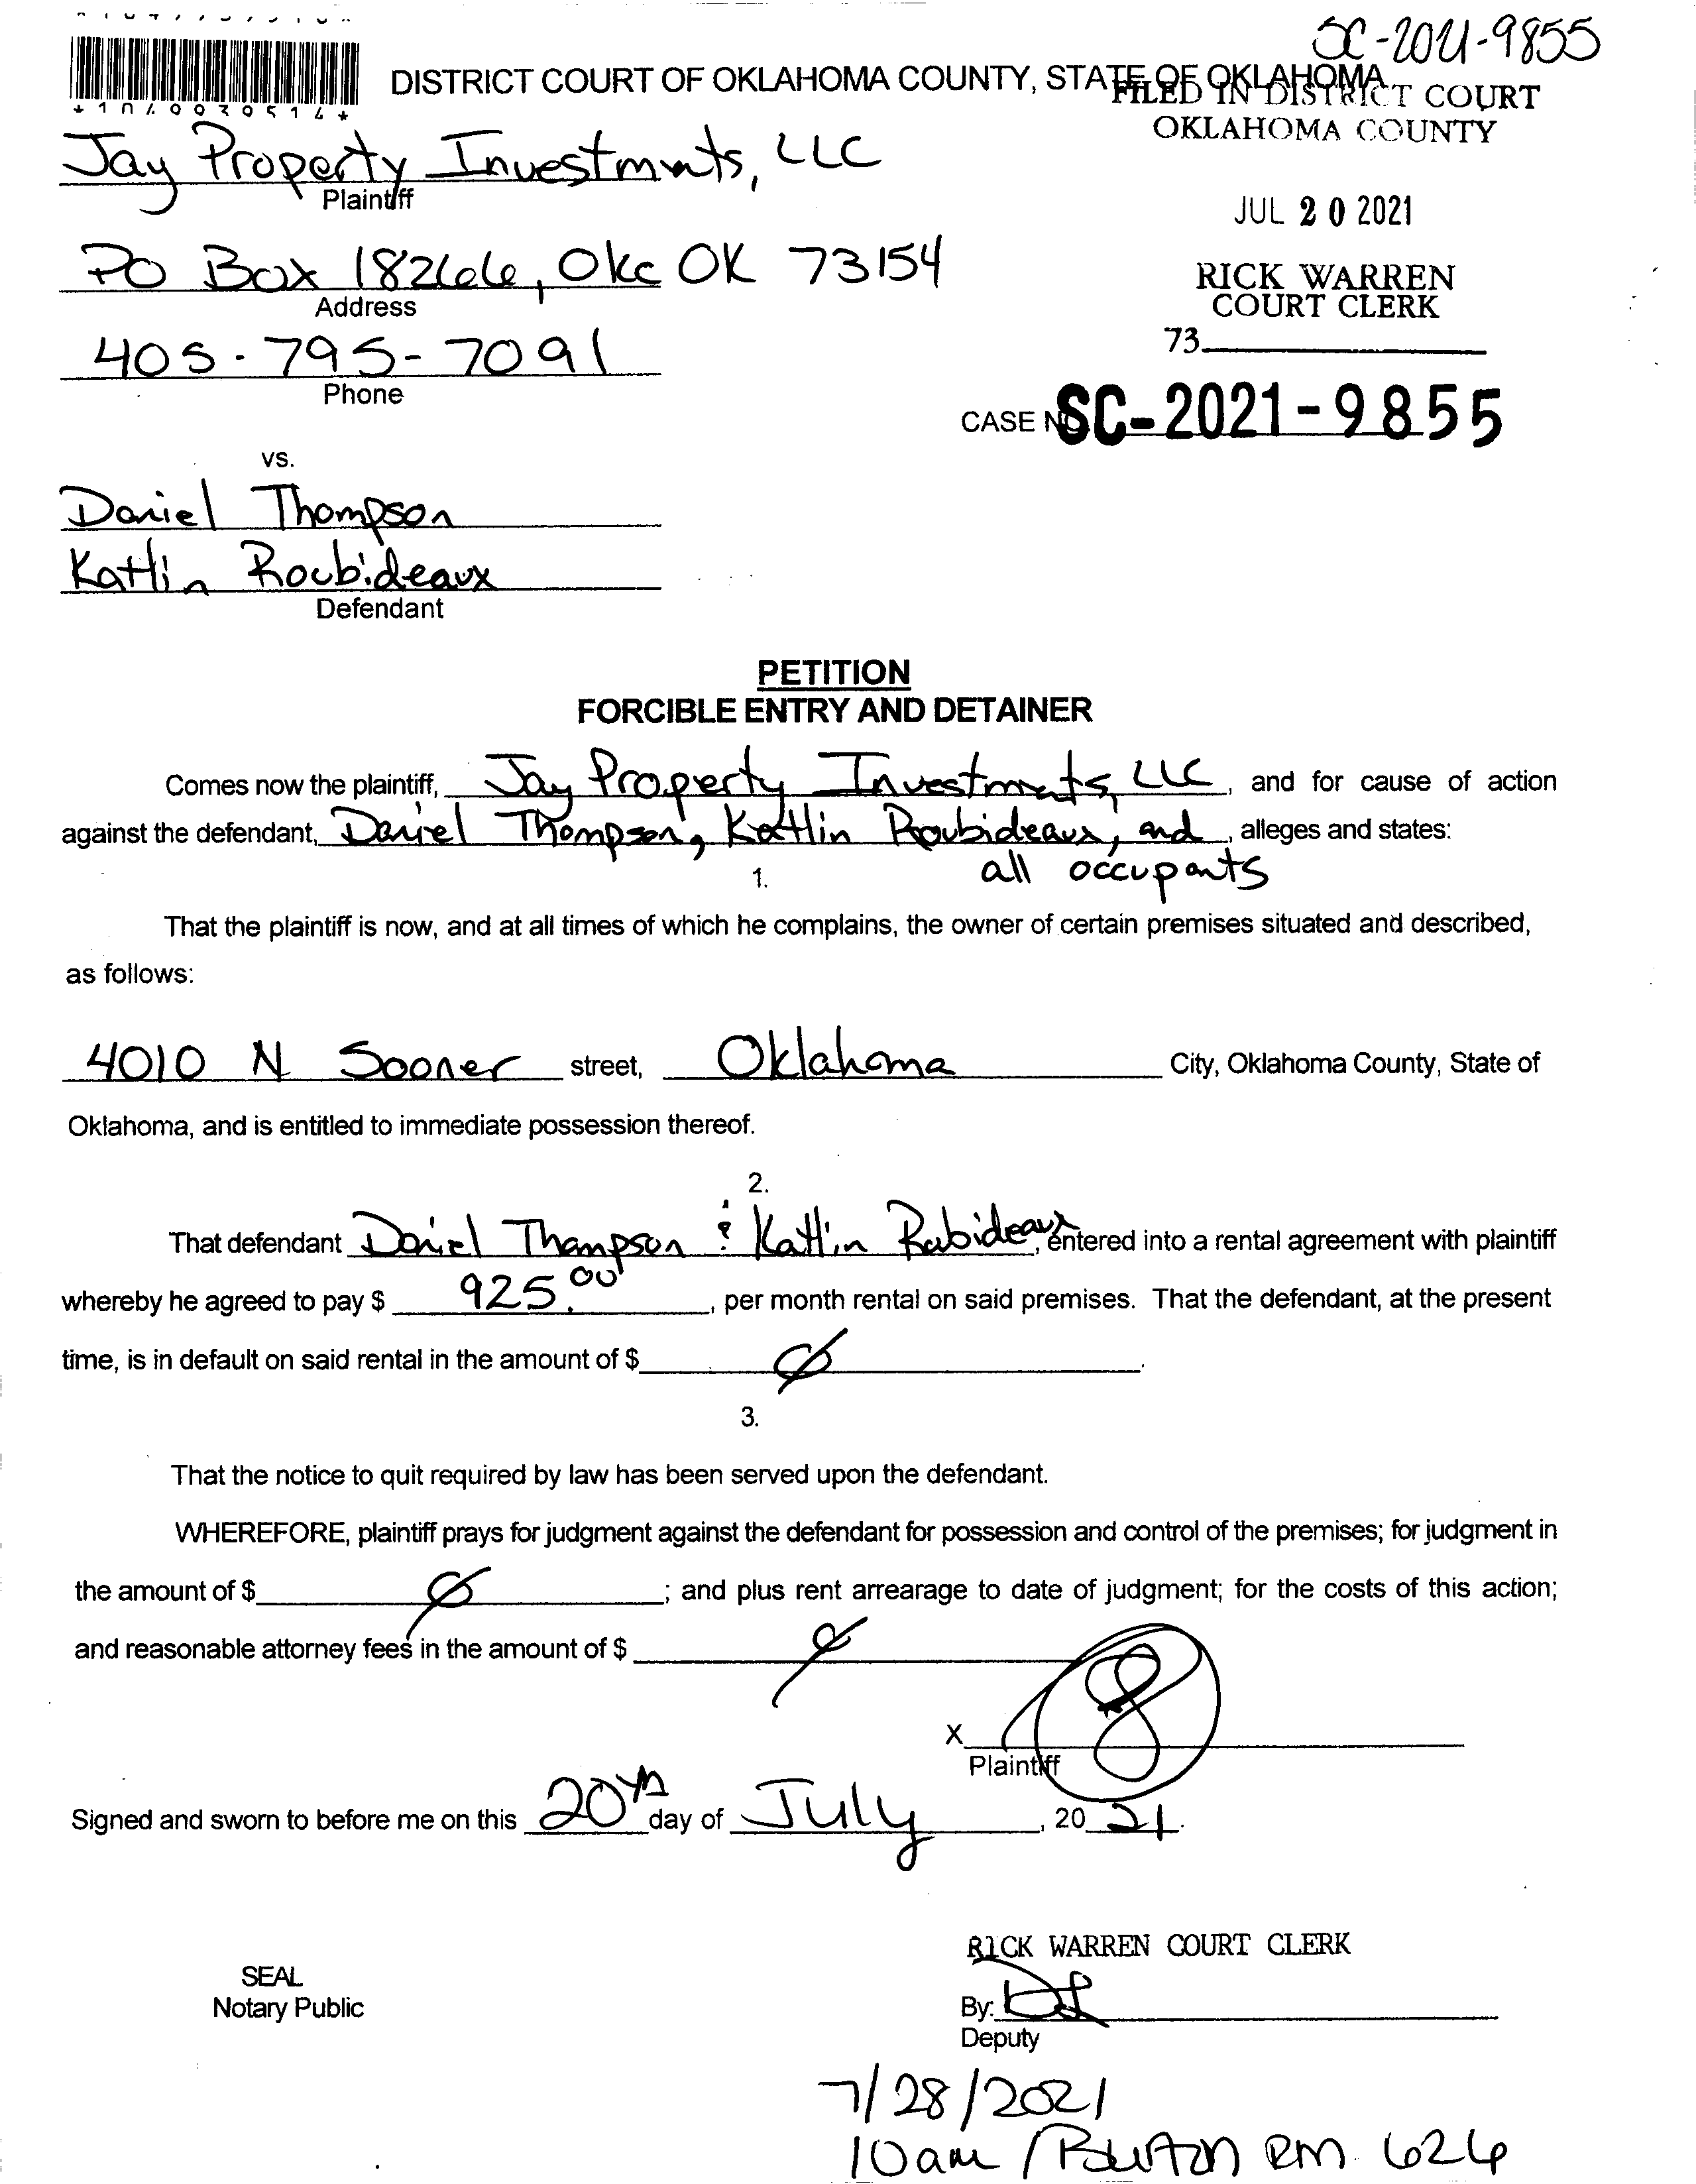 SC-2021-9855
DISTRICT COURT OF OKLAHOMA COUNTY, STATE OF OKLAHOMA
FILED IN DISTRICT COURT
OKLAHOMA COUNTY
Jay Property Investments, LLC
Plaintiff
JUL 20 2021
PO Box 18266, Okc OK 73154
Address
RICK WARREN
COURT CLERK
73
405-795-7091
Phone
CASE NO. SC-2021-9855
vs.
Daniel Thompson
Katlin Roubideaux
Defendant
PETITION
FORCIBLE ENTRY AND DETAINER
Comes now the plaintiff, Jay Property Investments, LLC, and for cause of action
against the defendant, Daniel Thompson, Katlin Roubideaux, and, alleges and states:
all occupants
1.
That the plaintiff is now, and at all times of which he complains, the owner of certain premises situated and described,
as follows:
4010 N Sooner street, Oklahoma City, Oklahoma County, State of
Oklahoma, and is entitled to immediate possession thereof.
2.
That defendant Daniel Thompson & Katlin Rubideaux, entered into a rental agreement with plaintiff
whereby he agreed to pay $ 925.00, per month rental on said premises. That the defendant, at the present
time, is in default on said rental in the amount of $ Ø.
3.
That the notice to quit required by law has been served upon the defendant.
WHEREFORE, plaintiff prays for judgment against the defendant for possession and control of the premises; for judgment in
the amount of $ Ø; and plus rent arrearage to date of judgment; for the costs of this action;
and reasonable attorney fees in the amount of $ Ø
X
Plaintiff
Signed and sworn to before me on this 20th day of July, 2021.
RICK WARREN COURT CLERK
SEAL
Notary Public
By:
Deputy
7/28/2021
10am / Burton RM. 626